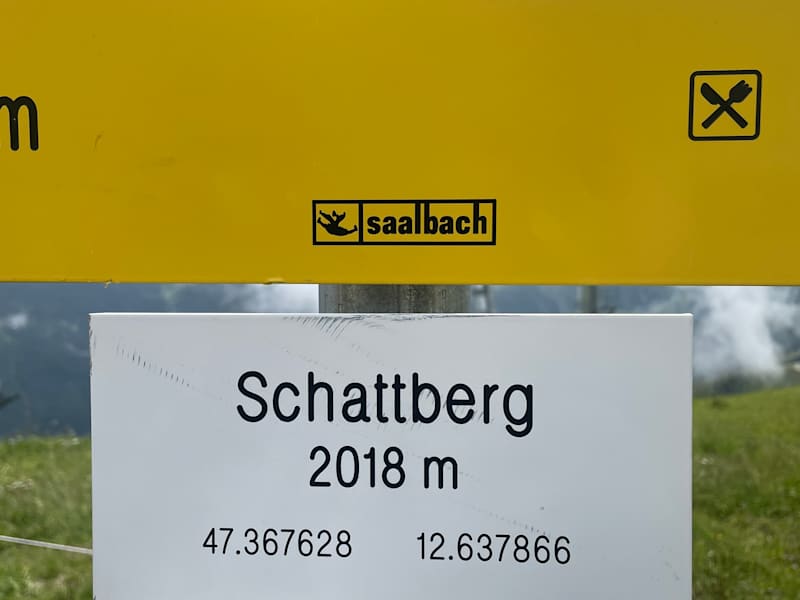 m
saalbach
Schattberg
2018 m
47.367628 12.637866